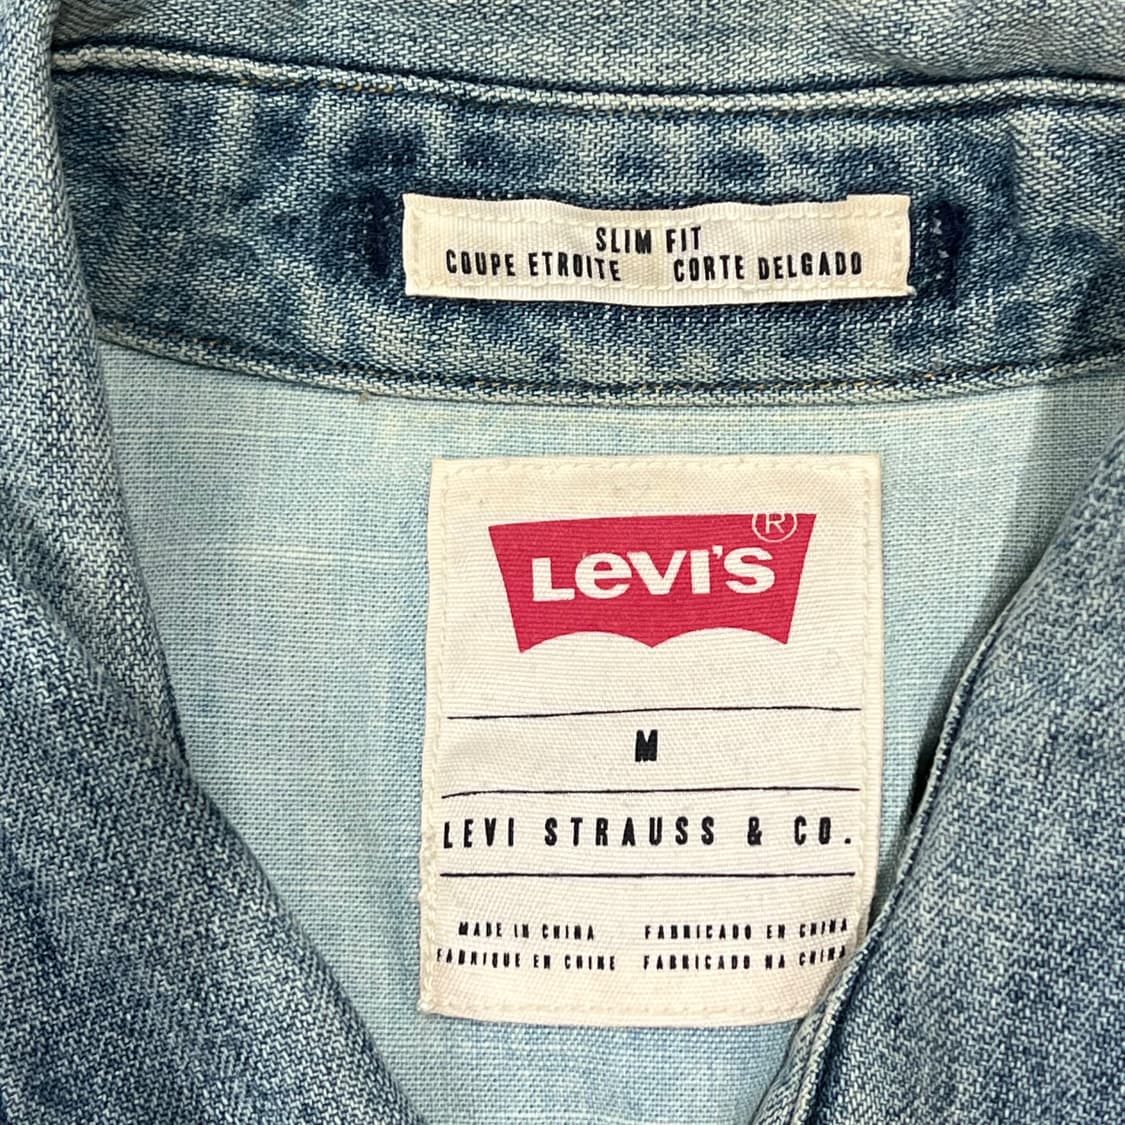 SLIM FIT
COUPE ETROITE CORTE DELGADO
LEVI'S ®
M
LEVI STRAUSS & CO.
MADE IN CHINA FABRICADO EN CHINA
FABRIQUE EN CHINE FABRICADO NA CHINA